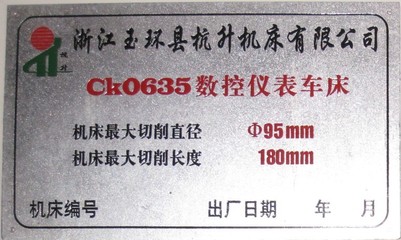 浙江玉环县杭升机床有限公司
Ck0635数控仪表车床
机床最大切削直径 Φ95mm
机床最大切削长度 180mm
机床编号 出厂日期 年 月